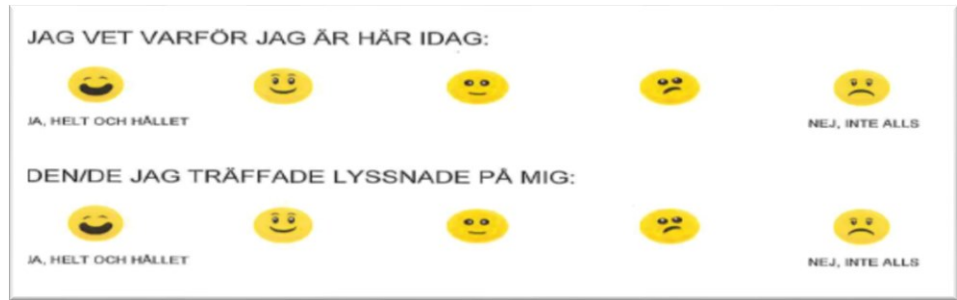 JAG VET VARFÖR JAG ÄR HÄR IDAG:
JA, HELT OCH HÅLLET NEJ, INTE ALLS
DEN/DE JAG TRÄFFADE LYSSNADE PÅ MIG:
JA, HELT OCH HÅLLET NEJ, INTE ALLS